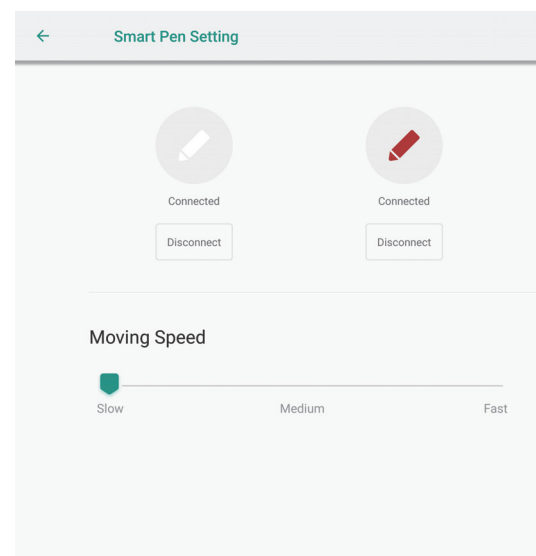 Smart Pen Setting
Connected Connected
Disconnect Disconnect
Moving Speed
Slow Medium Fast